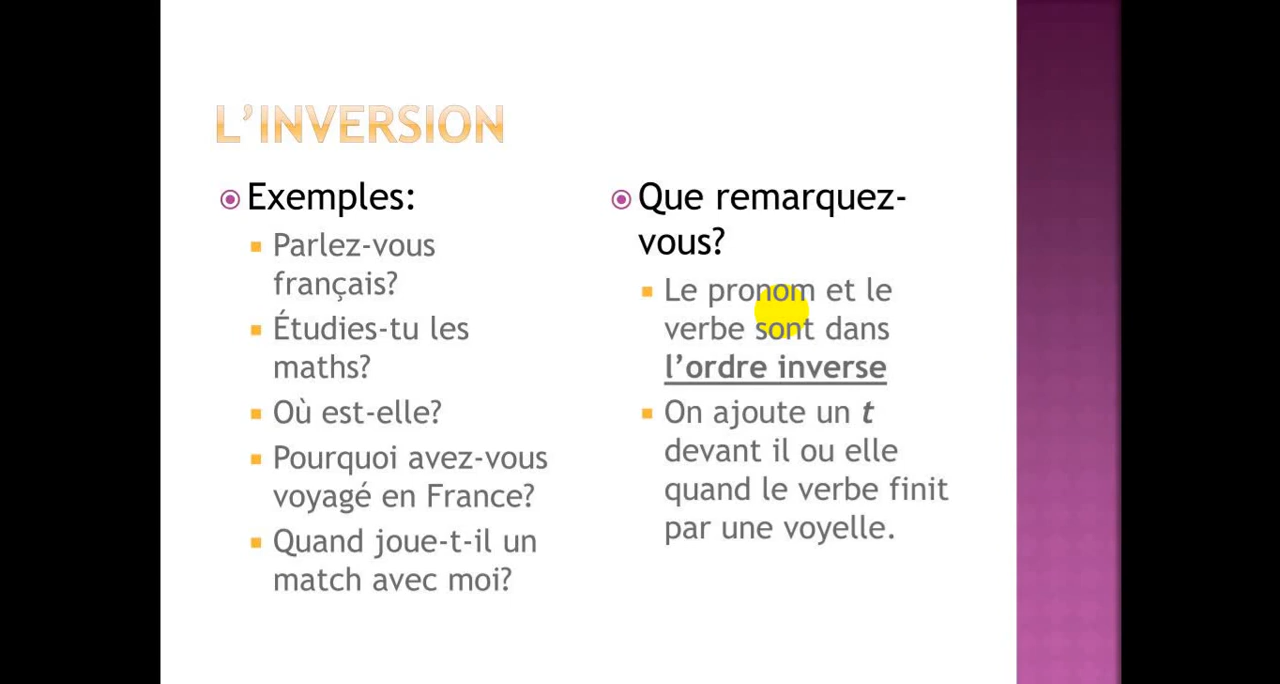 L'INVERSION
Exemples:
Parlez-vous
français?
Étudies-tu les
maths?
Où est-elle?
Pourquoi avez-vous
voyagé en France?
Quand joue-t-il un
match avec moi?
Que remarquez-
vous?
Le pronom et le
verbe sont dans
l'ordre inverse
On ajoute un t
devant il ou elle
quand le verbe finit
par une voyelle.